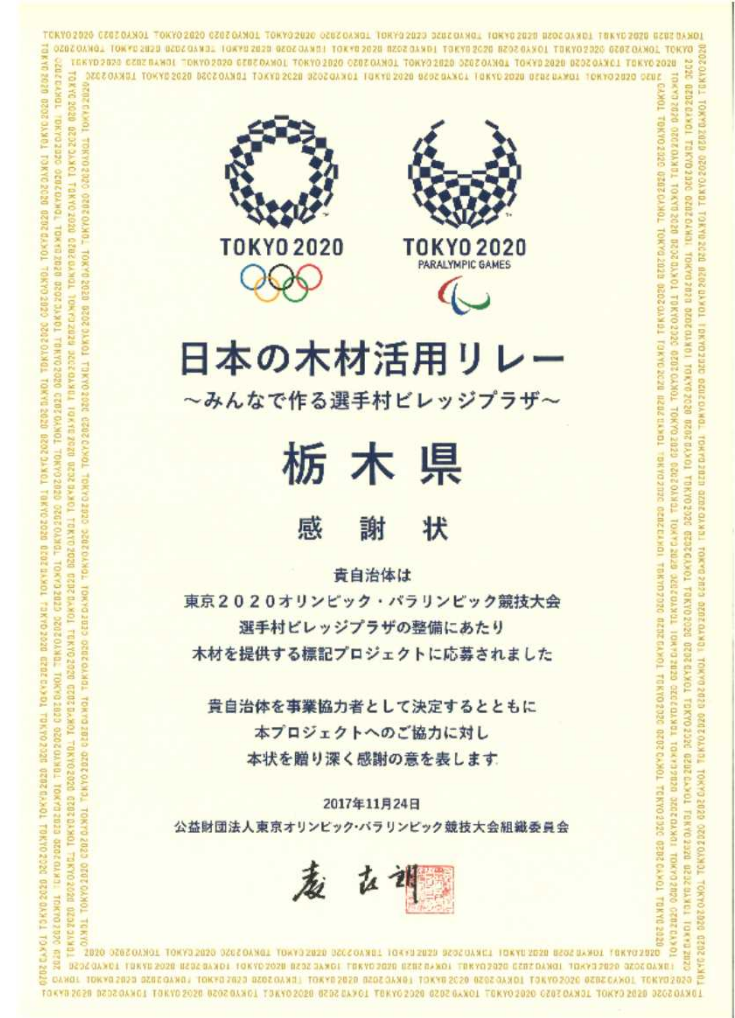 TOKYO 2020
TOKYO 2020
PARALYMPIC GAMES
日本の木材活用リレー
～みんなで作る選手村ビレッジプラザ～
栃木県
感謝状
貴自治体は
東京２０２０オリンピック・パラリンピック競技大会
選手村ビレッジプラザの整備にあたり
木材を提供する標記プロジェクトに応募されました
貴自治体を事業協力者として決定するとともに
本プロジェクトへのご協力に対し
本状を贈り深く感謝の意を表します
2017年11月24日
公益財団法人東京オリンピック・パラリンピック競技大会組織委員会